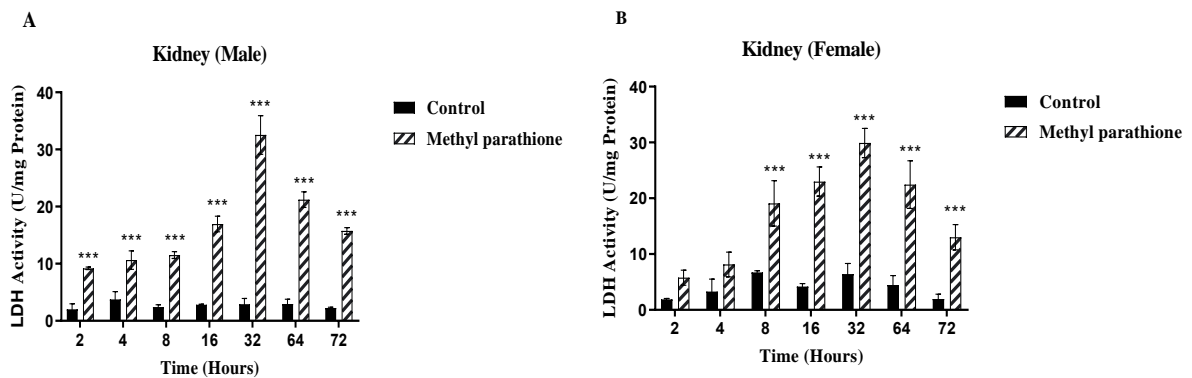 A
Kidney (Male)
LDH Activity (U/mg Protein)
40
30
20
10
0
***
***
***
***
***
***
***
2 4 8 16 32 64 72
Time (Hours)
Control
Methyl parathione
B
Kidney (Female)
LDH Activity (U/mg Protein)
40
30
20
10
0
***
***
***
***
***
2 4 8 16 32 64 72
Time (Hours)
Control
Methyl parathione